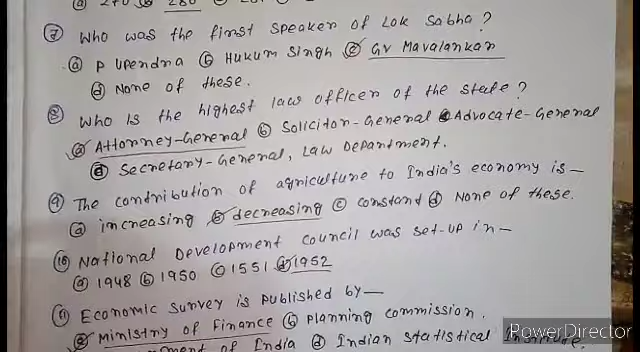 ⓐ 270 ⓑ 280
⑦ Who was the first speaker of Lok Sabha?
ⓐ P Upendra ⓑ Hukum Singh ⓒ GV Mavalankar
ⓓ None of these.
⑧ Who is the highest law officer of the state?
ⓐ Attorney-General ⓑ Solicitor-General ⓒ Advocate-General
ⓓ Secretary-General, Law Department.
⑨ The contribution of agriculture to India's economy is—
ⓐ increasing ⓑ decreasing ⓒ constant ⓓ None of these.
⑩ National Development Council was set-up in—
ⓐ 1948 ⓑ 1950 ⓒ 1551 ⓓ 1952
⑪ Economic Survey is published by—
ⓐ Ministry of Finance ⓑ Planning commission.
of India ⓓ Indian statistical Institute.
PowerDirector